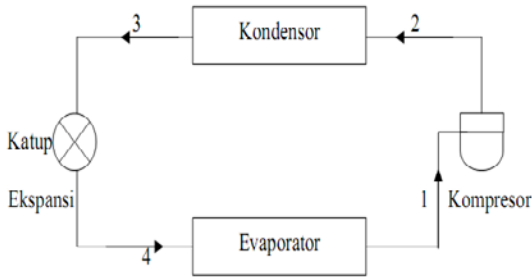 3
Kondensor
2
Katup
Ekspansi
1
Kompresor
4
Evaporator